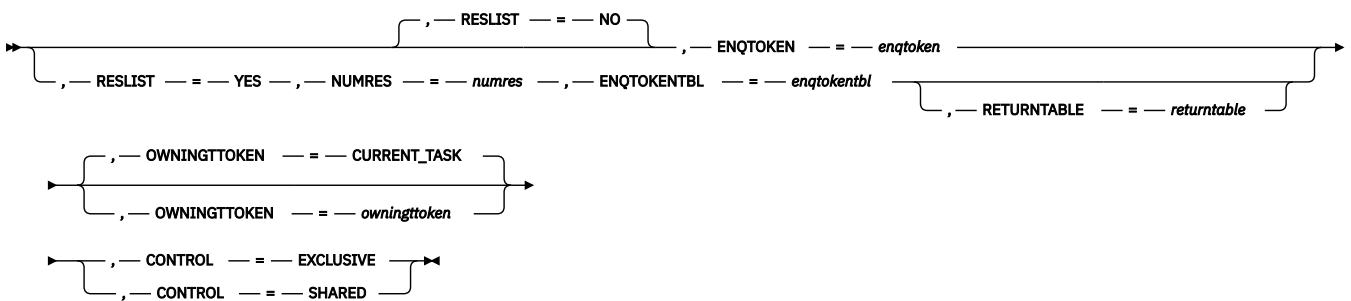 , RESLIST = NO
, ENQTOKEN = enqtoken
, RESLIST = YES , NUMRES = numres , ENQTOKENTBL = enqtokentbl
, RETURNTABLE = returntable
, OWNINGTTOKEN = CURRENT_TASK
, OWNINGTTOKEN = owningttoken
, CONTROL = EXCLUSIVE
, CONTROL = SHARED